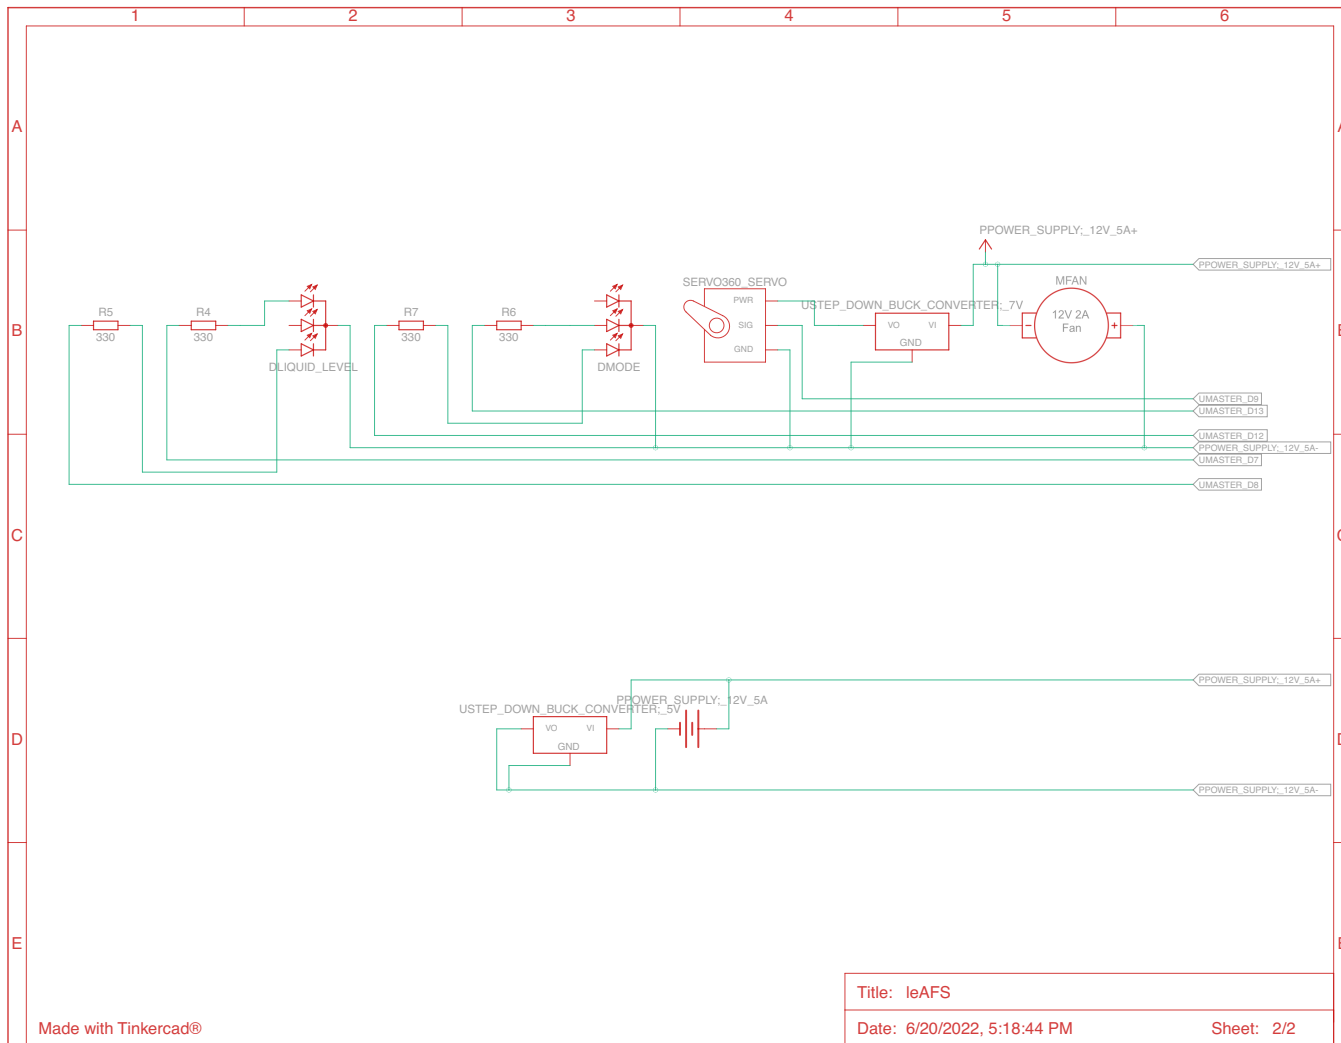 1 2 3 4 5 6
A
PPOWER_SUPPLY;_12V_5A+
PPOWER_SUPPLY;_12V_5A+
SERVO360_SERVO
MFAN
PWR
USTEP_DOWN_BUCK_CONVERTER;_7V
R5 R4 R7 R6
330 330 330 330
B
SIG
VO VI
12V 2A
Fan
- +
GND
GND
DLIQUID_LEVEL
DMODE
UMASTER_D9
UMASTER_D13
UMASTER_D12
PPOWER_SUPPLY;_12V_5A-
UMASTER_D7
UMASTER_D8
C
PPOWER_SUPPLY;_12V_5A+
PPOWER_SUPPLY;_12V_5A
USTEP_DOWN_BUCK_CONVERTER;_5V
VO VI
GND
D
PPOWER_SUPPLY;_12V_5A-
E
Title: leAFS
Made with Tinkercad®
Date: 6/20/2022, 5:18:44 PM Sheet: 2/2